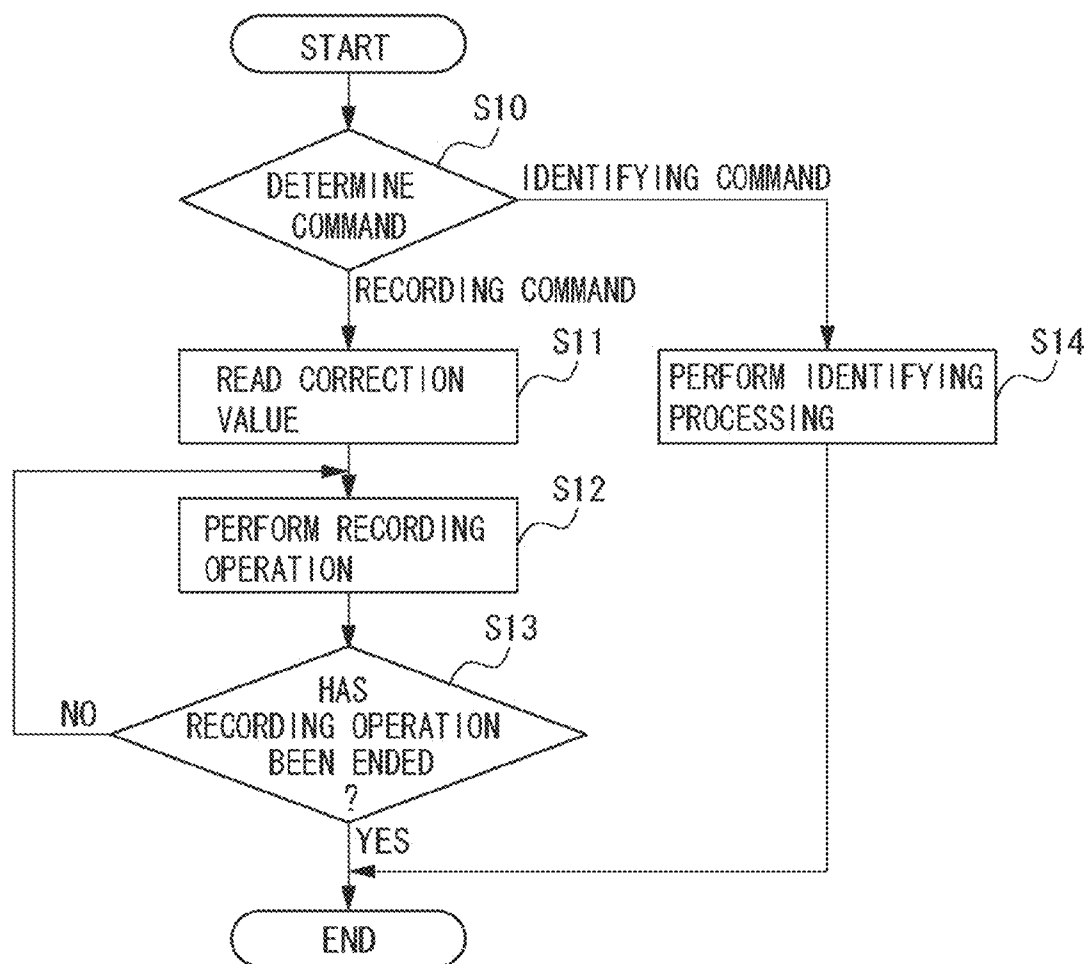 START
S10
DETERMINE
COMMAND
IDENTIFYING COMMAND
RECORDING COMMAND
S11
READ CORRECTION
VALUE
S14
PERFORM IDENTIFYING
PROCESSING
S12
PERFORM RECORDING
OPERATION
S13
HAS
RECORDING OPERATION
BEEN ENDED
?
NO
YES
END